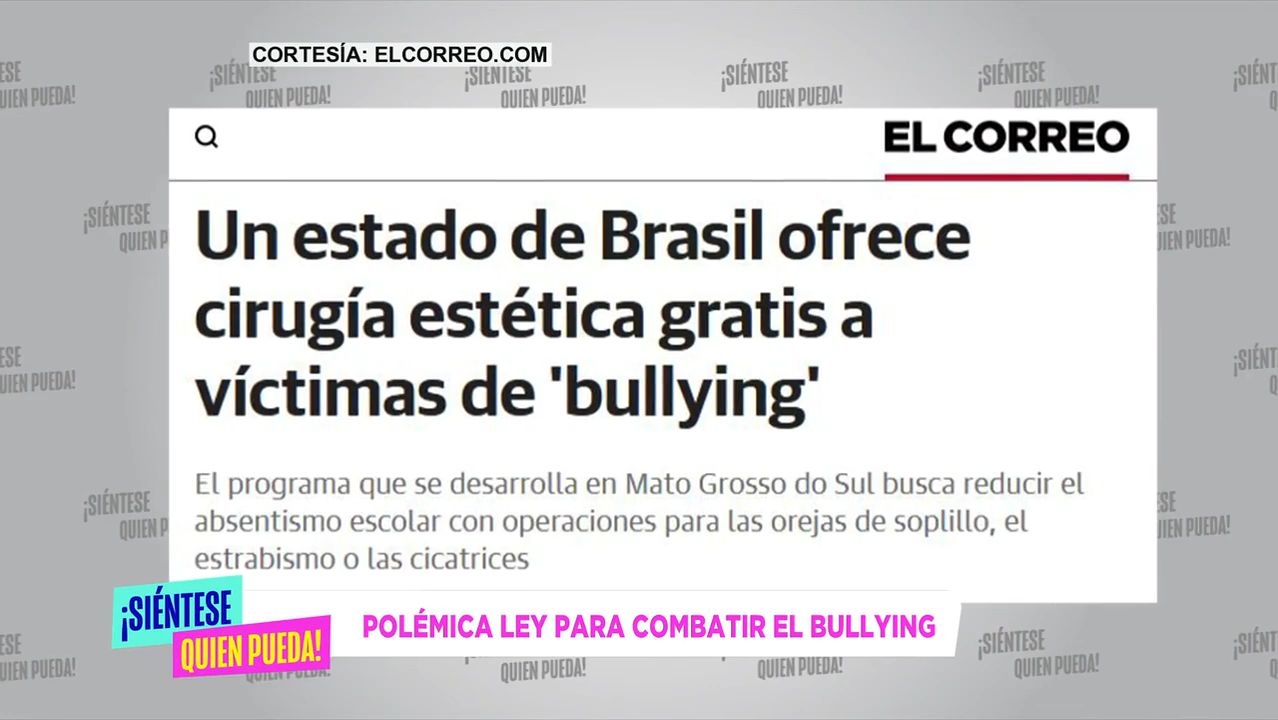 CORTESÍA: ELCORREO.COM
EL CORREO
Un estado de Brasil ofrece
cirugía estética gratis a
víctimas de 'bullying'
El programa que se desarrolla en Mato Grosso do Sul busca reducir el
absentismo escolar con operaciones para las orejas de soplillo, el
estrabismo o las cicatrices
¡SIÉNTESE
QUIEN PUEDA!
POLÉMICA LEY PARA COMBATIR EL BULLYING